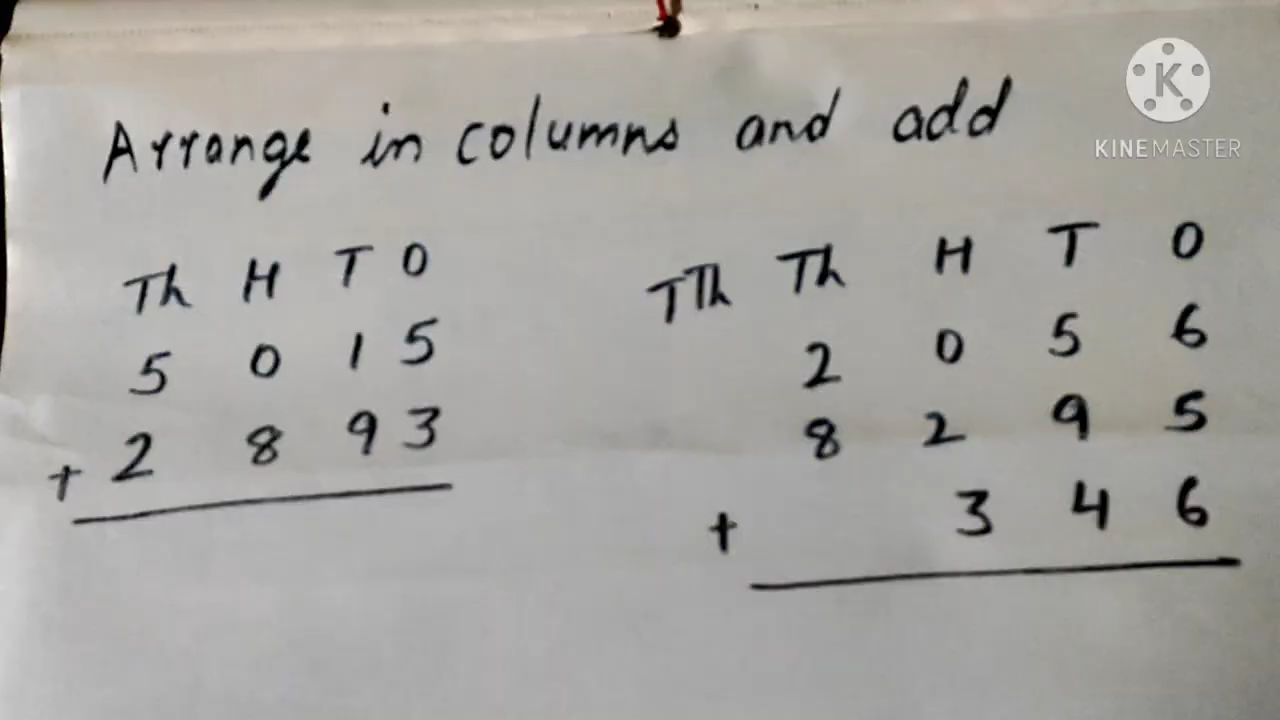 Arrange in columns and add
K
KINEMASTER
Th H T O
5 0 1 5
+ 2 8 9 3
TTh Th H T O
2 0 5 6
8 2 9 5
+ 3 4 6